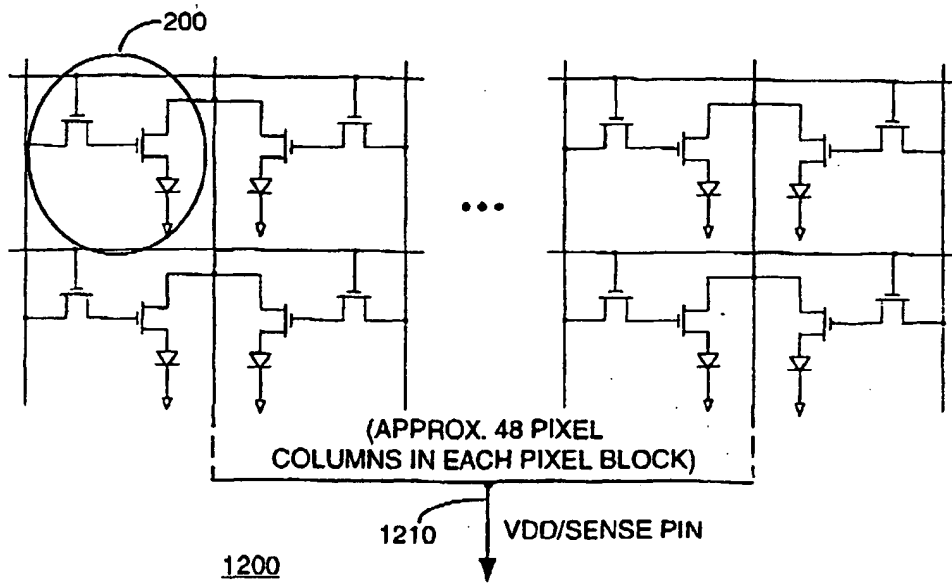 200
(APPROX. 48 PIXEL
COLUMNS IN EACH PIXEL BLOCK)
1210
VDD/SENSE PIN
1200